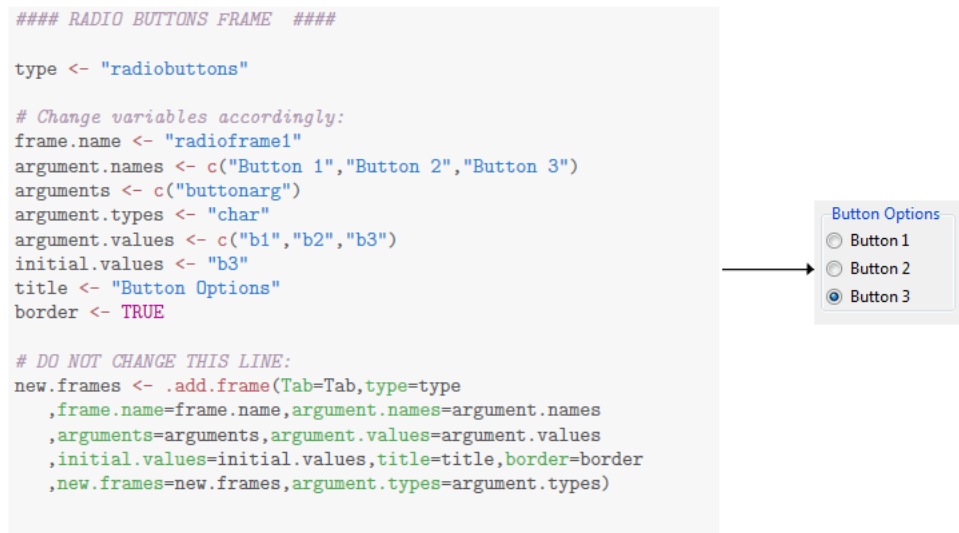 #### RADIO BUTTONS FRAME  ####
type <- "radiobuttons"
# Change variables accordingly:
frame.name <- "radioframe1"
argument.names <- c("Button 1","Button 2","Button 3")
arguments <- c("buttonarg")
argument.types <- "char"
argument.values <- c("b1","b2","b3")
initial.values <- "b3"
title <- "Button Options"
border <- TRUE
# DO NOT CHANGE THIS LINE:
new.frames <- .add.frame(Tab=Tab,type=type
,frame.name=frame.name,argument.names=argument.names
,arguments=arguments,argument.values=argument.values
,initial.values=initial.values,title=title,border=border
,new.frames=new.frames,argument.types=argument.types)
Button Options
Button 1
Button 2
Button 3